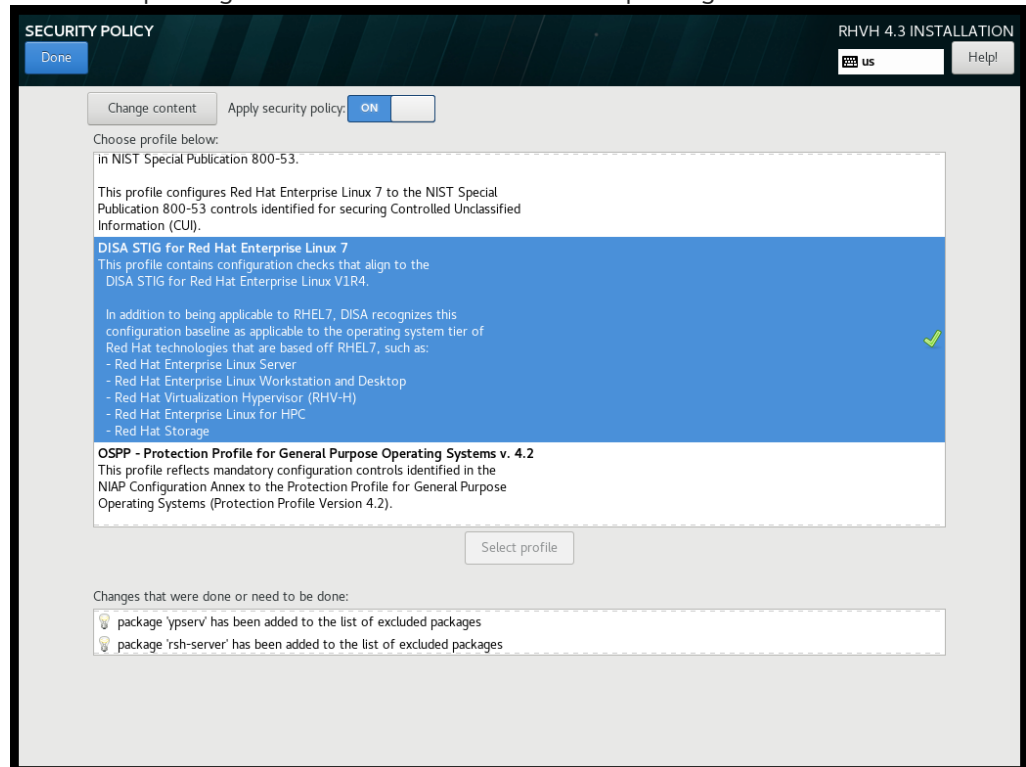 SECURITY POLICY
RHVH 4.3 INSTALLATION
Done
us
Help!
Change content
Apply security policy:
ON
Choose profile below:
in NIST Special Publication 800-53.
This profile configures Red Hat Enterprise Linux 7 to the NIST Special
Publication 800-53 controls identified for securing Controlled Unclassified
Information (CUI).
DISA STIG for Red Hat Enterprise Linux 7
This profile contains configuration checks that align to the
DISA STIG for Red Hat Enterprise Linux V1R4.
In addition to being applicable to RHEL7, DISA recognizes this
configuration baseline as applicable to the operating system tier of
Red Hat technologies that are based off RHEL7, such as:
- Red Hat Enterprise Linux Server
- Red Hat Enterprise Linux Workstation and Desktop
- Red Hat Virtualization Hypervisor (RHV-H)
- Red Hat Enterprise Linux for HPC
- Red Hat Storage
OSPP - Protection Profile for General Purpose Operating Systems v. 4.2
This profile reflects mandatory configuration controls identified in the
NIAP Configuration Annex to the Protection Profile for General Purpose
Operating Systems (Protection Profile Version 4.2).
Select profile
Changes that were done or need to be done:
package 'ypserv' has been added to the list of excluded packages
package 'rsh-server' has been added to the list of excluded packages